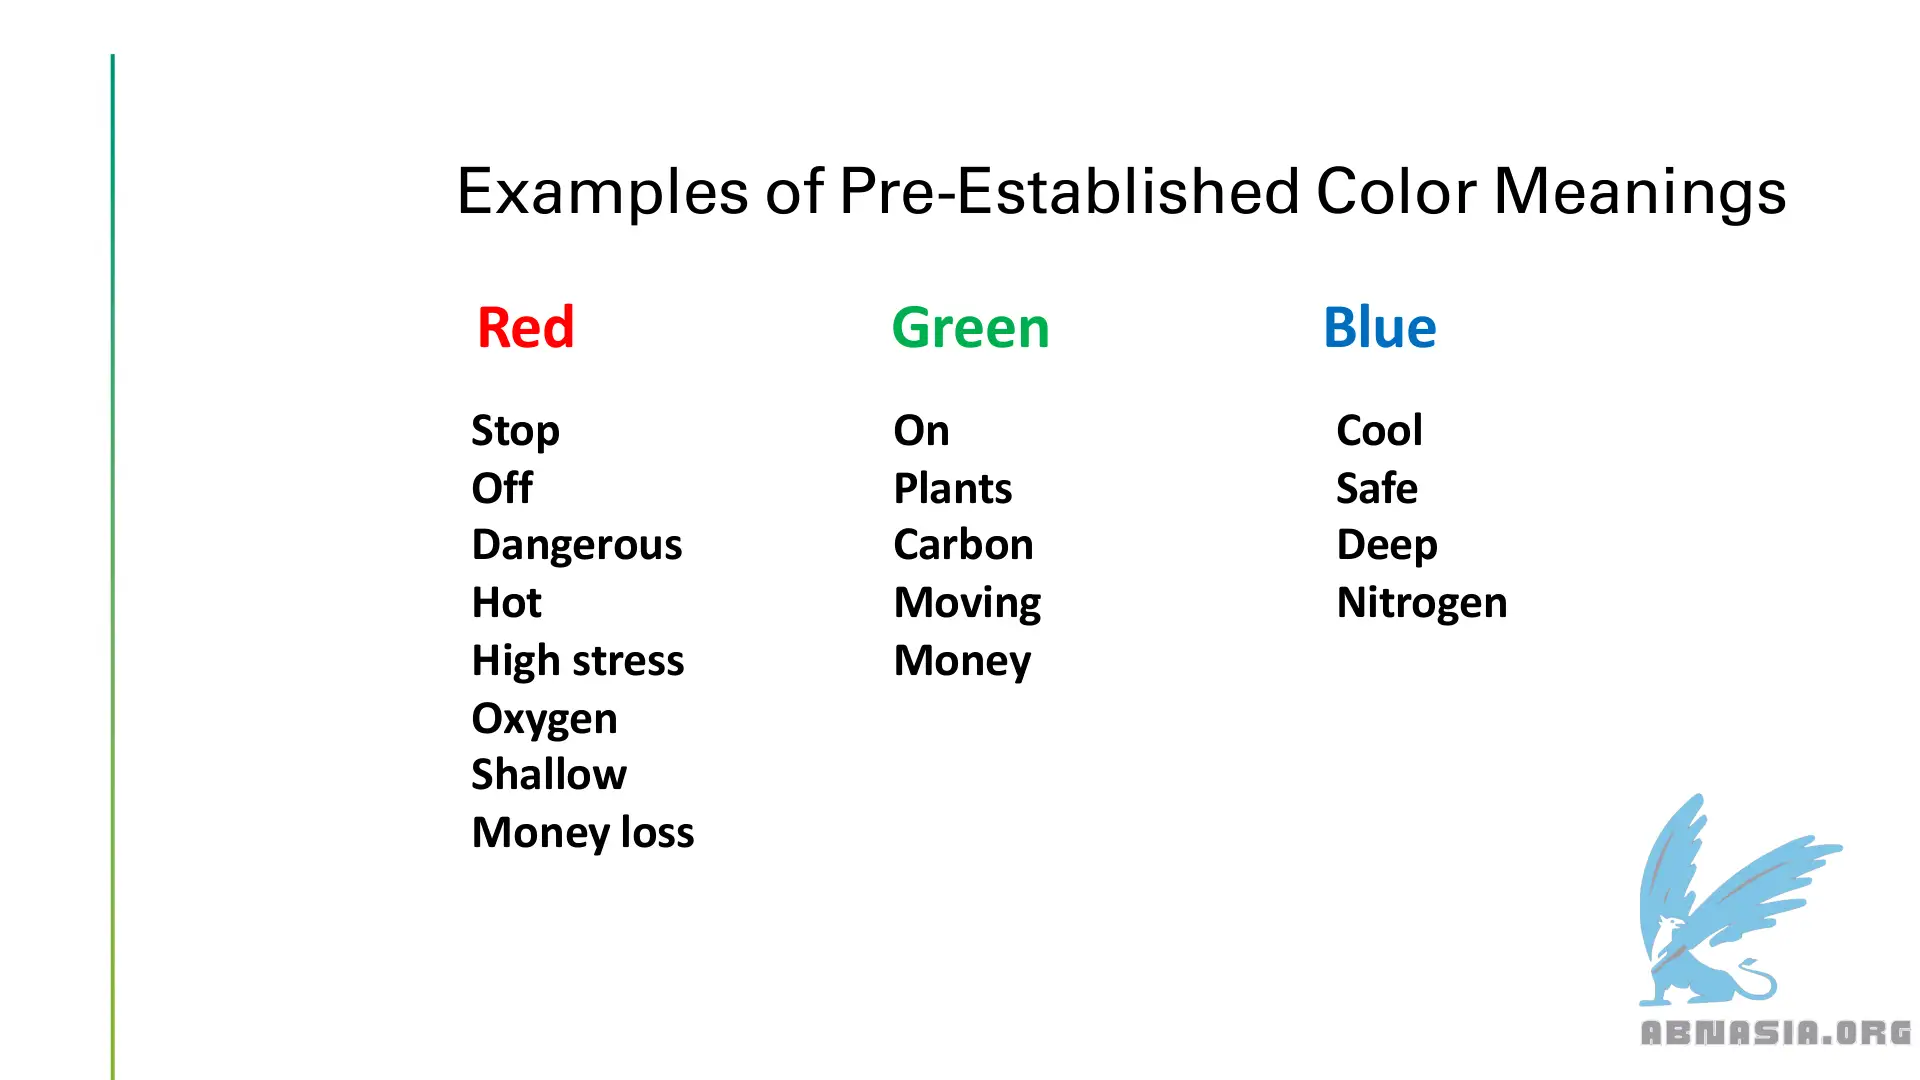 Examples of Pre-Established Color Meanings
Red
Stop
Off
Dangerous
Hot
High stress
Oxygen
Shallow
Money loss
Green
On
Plants
Carbon
Moving
Money
Blue
Cool
Safe
Deep
Nitrogen
ABNASIA.ORG